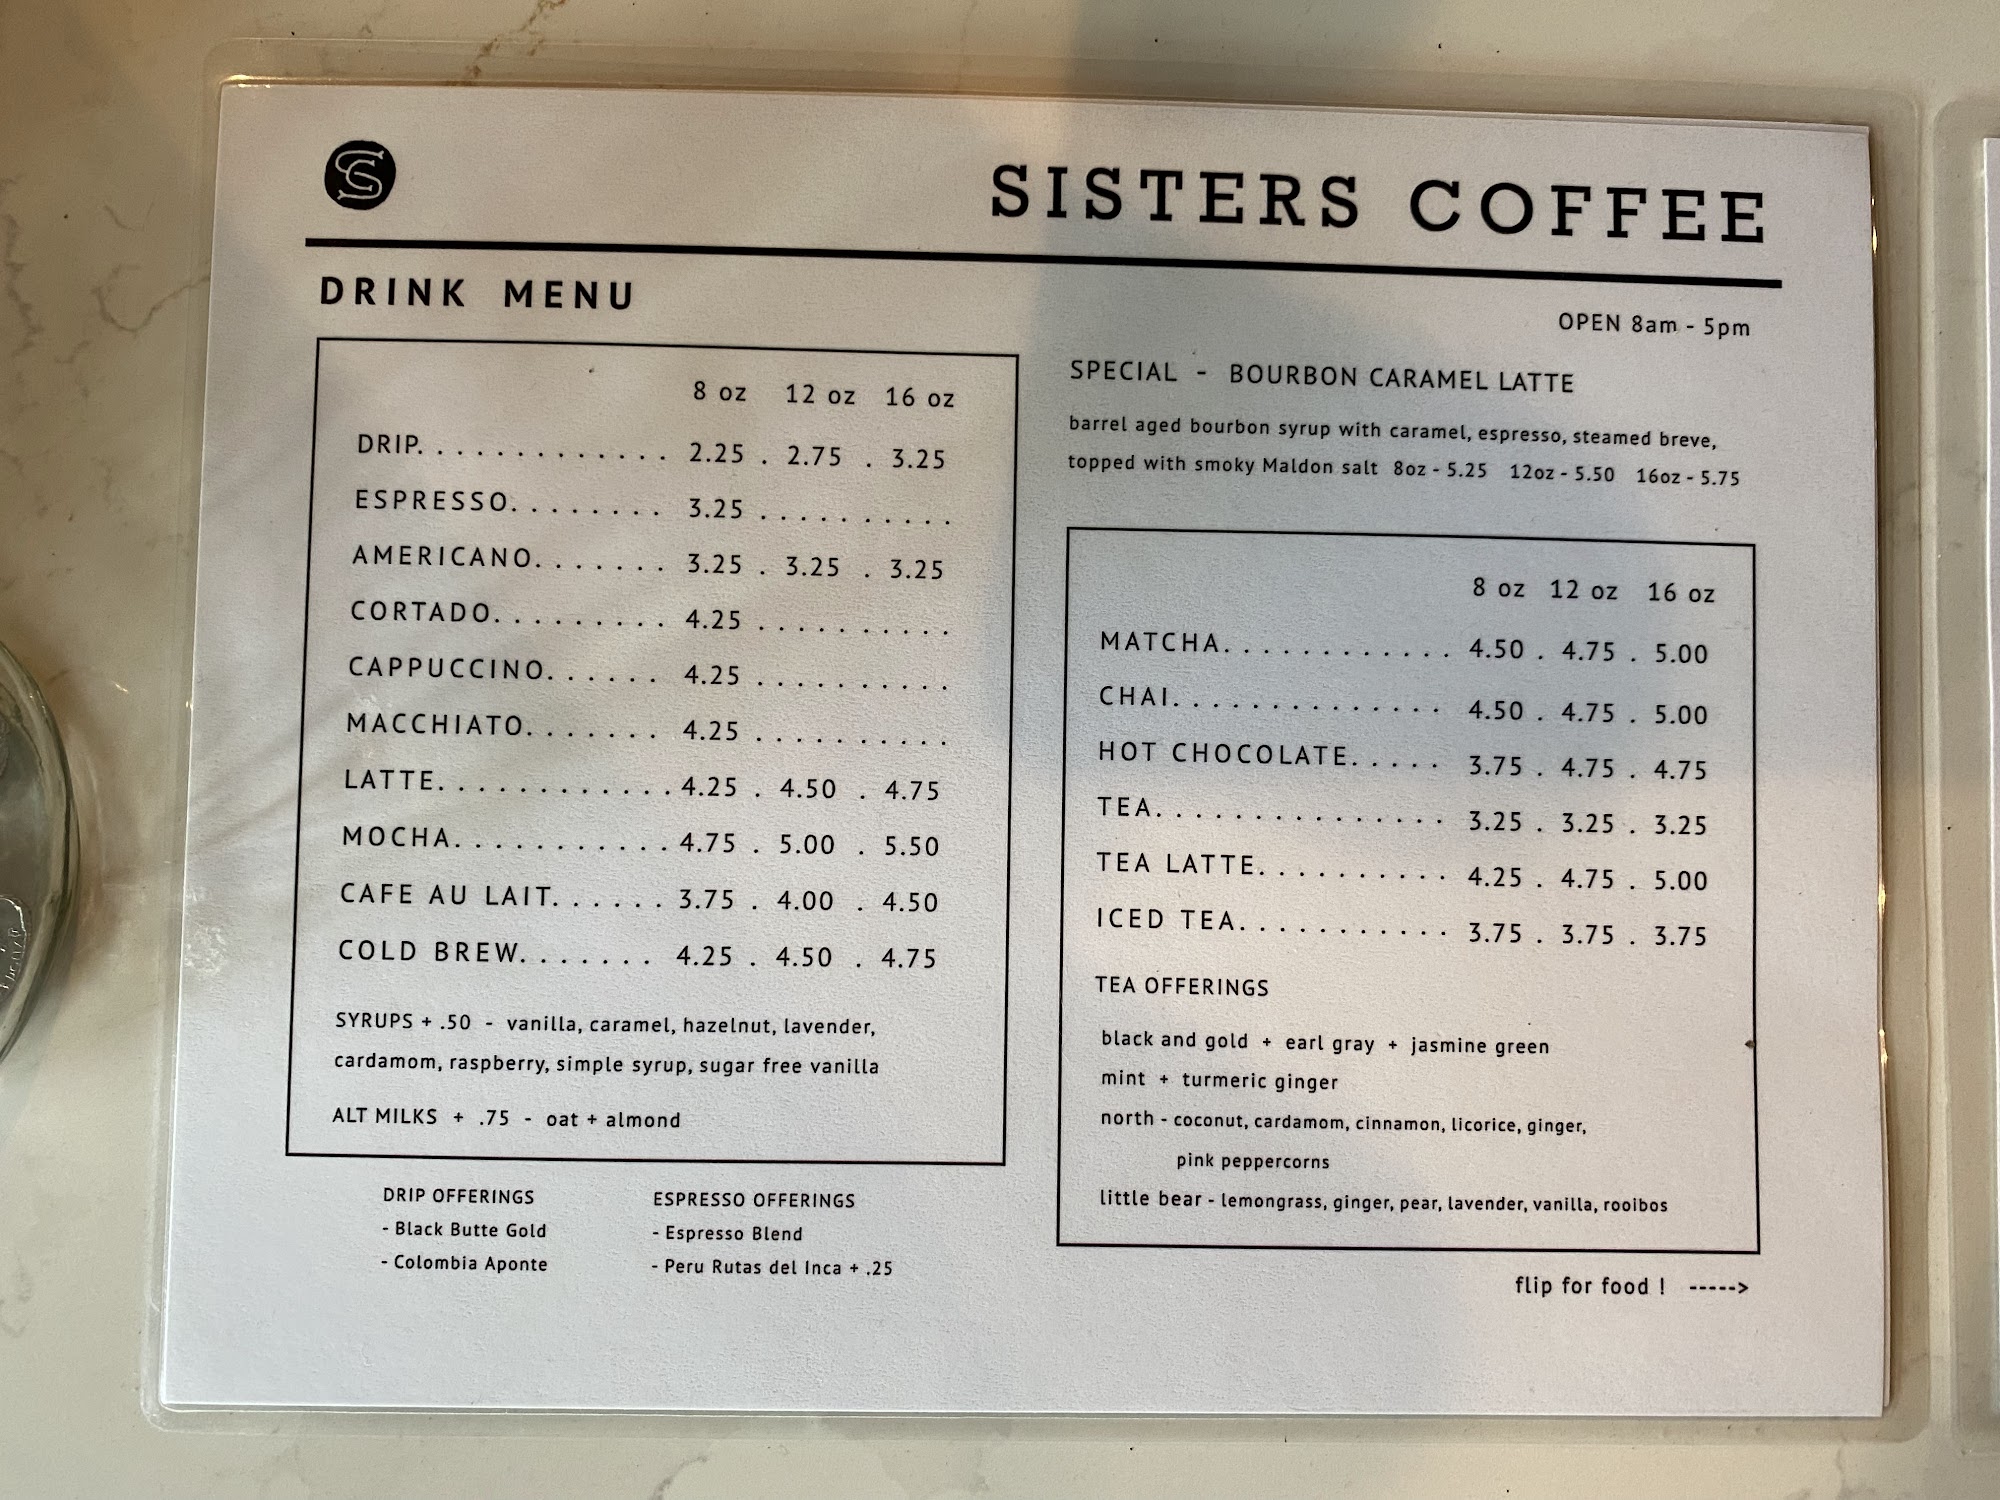 SISTERS COFFEE
DRINK MENU
OPEN 8am - 5pm
8 oz 12 oz 16 oz
DRIP. . . . . . . . . . . . . 2.25 . 2.75 . 3.25
ESPRESSO. . . . . . . . 3.25 . . . . . . . . . .
AMERICANO. . . . . . . 3.25 . 3.25 . 3.25
CORTADO. . . . . . . . . 4.25 . . . . . . . . . .
CAPPUCCINO. . . . . . 4.25 . . . . . . . . . .
MACCHIATO. . . . . . . 4.25 . . . . . . . . . .
LATTE. . . . . . . . . . . . 4.25 . 4.50 . 4.75
MOCHA. . . . . . . . . . . 4.75 . 5.00 . 5.50
CAFE AU LAIT. . . . . . 3.75 . 4.00 . 4.50
COLD BREW. . . . . . . 4.25 . 4.50 . 4.75
SYRUPS + .50 - vanilla, caramel, hazelnut, lavender,
cardamom, raspberry, simple syrup, sugar free vanilla
ALT MILKS + .75 - oat + almond
DRIP OFFERINGS
- Black Butte Gold
- Colombia Aponte
ESPRESSO OFFERINGS
- Espresso Blend
- Peru Rutas del Inca + .25
SPECIAL - BOURBON CARAMEL LATTE
barrel aged bourbon syrup with caramel, espresso, steamed breve,
topped with smoky Maldon salt 8oz - 5.25 12oz - 5.50 16oz - 5.75
8 oz 12 oz 16 oz
MATCHA. . . . . . . . . . . . 4.50 . 4.75 . 5.00
CHAI. . . . . . . . . . . . . . 4.50 . 4.75 . 5.00
HOT CHOCOLATE. . . . . 3.75 . 4.75 . 4.75
TEA. . . . . . . . . . . . . . . 3.25 . 3.25 . 3.25
TEA LATTE. . . . . . . . . . 4.25 . 4.75 . 5.00
ICED TEA. . . . . . . . . . . 3.75 . 3.75 . 3.75
TEA OFFERINGS
black and gold + earl gray + jasmine green
mint + turmeric ginger
north - coconut, cardamom, cinnamon, licorice, ginger,
pink peppercorns
little bear - lemongrass, ginger, pear, lavender, vanilla, rooibos
flip for food ! ----->